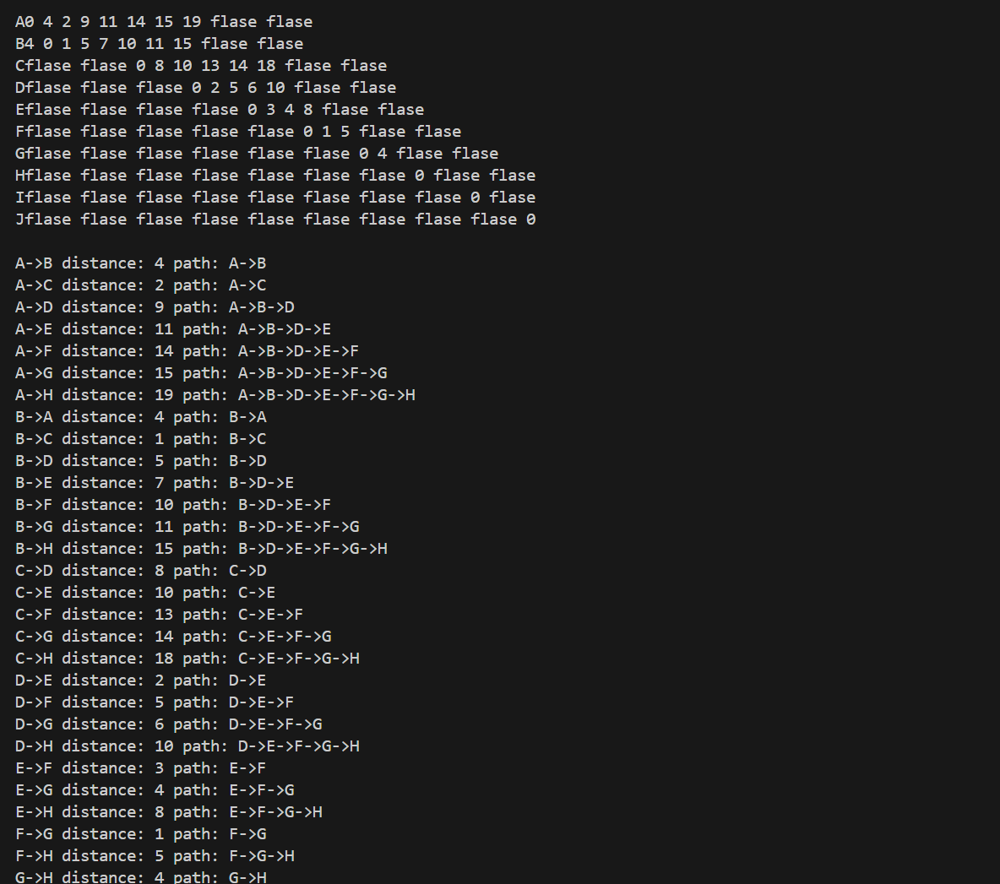 A0 4 2 9 11 14 15 19 flase flase
B4 0 1 5 7 10 11 15 flase flase
Cflase flase 0 8 10 13 14 18 flase flase
Dflase flase flase 0 2 5 6 10 flase flase
Eflase flase flase flase 0 3 4 8 flase flase
Fflase flase flase flase flase 0 1 5 flase flase
Gflase flase flase flase flase flase 0 4 flase flase
Hflase flase flase flase flase flase flase 0 flase flase
Iflase flase flase flase flase flase flase flase 0 flase
Jflase flase flase flase flase flase flase flase flase 0
A->B distance: 4 path: A->B
A->C distance: 2 path: A->C
A->D distance: 9 path: A->B->D
A->E distance: 11 path: A->B->D->E
A->F distance: 14 path: A->B->D->E->F
A->G distance: 15 path: A->B->D->E->F->G
A->H distance: 19 path: A->B->D->E->F->G->H
B->A distance: 4 path: B->A
B->C distance: 1 path: B->C
B->D distance: 5 path: B->D
B->E distance: 7 path: B->D->E
B->F distance: 10 path: B->D->E->F
B->G distance: 11 path: B->D->E->F->G
B->H distance: 15 path: B->D->E->F->G->H
C->D distance: 8 path: C->D
C->E distance: 10 path: C->E
C->F distance: 13 path: C->E->F
C->G distance: 14 path: C->E->F->G
C->H distance: 18 path: C->E->F->G->H
D->E distance: 2 path: D->E
D->F distance: 5 path: D->E->F
D->G distance: 6 path: D->E->F->G
D->H distance: 10 path: D->E->F->G->H
E->F distance: 3 path: E->F
E->G distance: 4 path: E->F->G
E->H distance: 8 path: E->F->G->H
F->G distance: 1 path: F->G
F->H distance: 5 path: F->G->H
G->H distance: 4 path: G->H